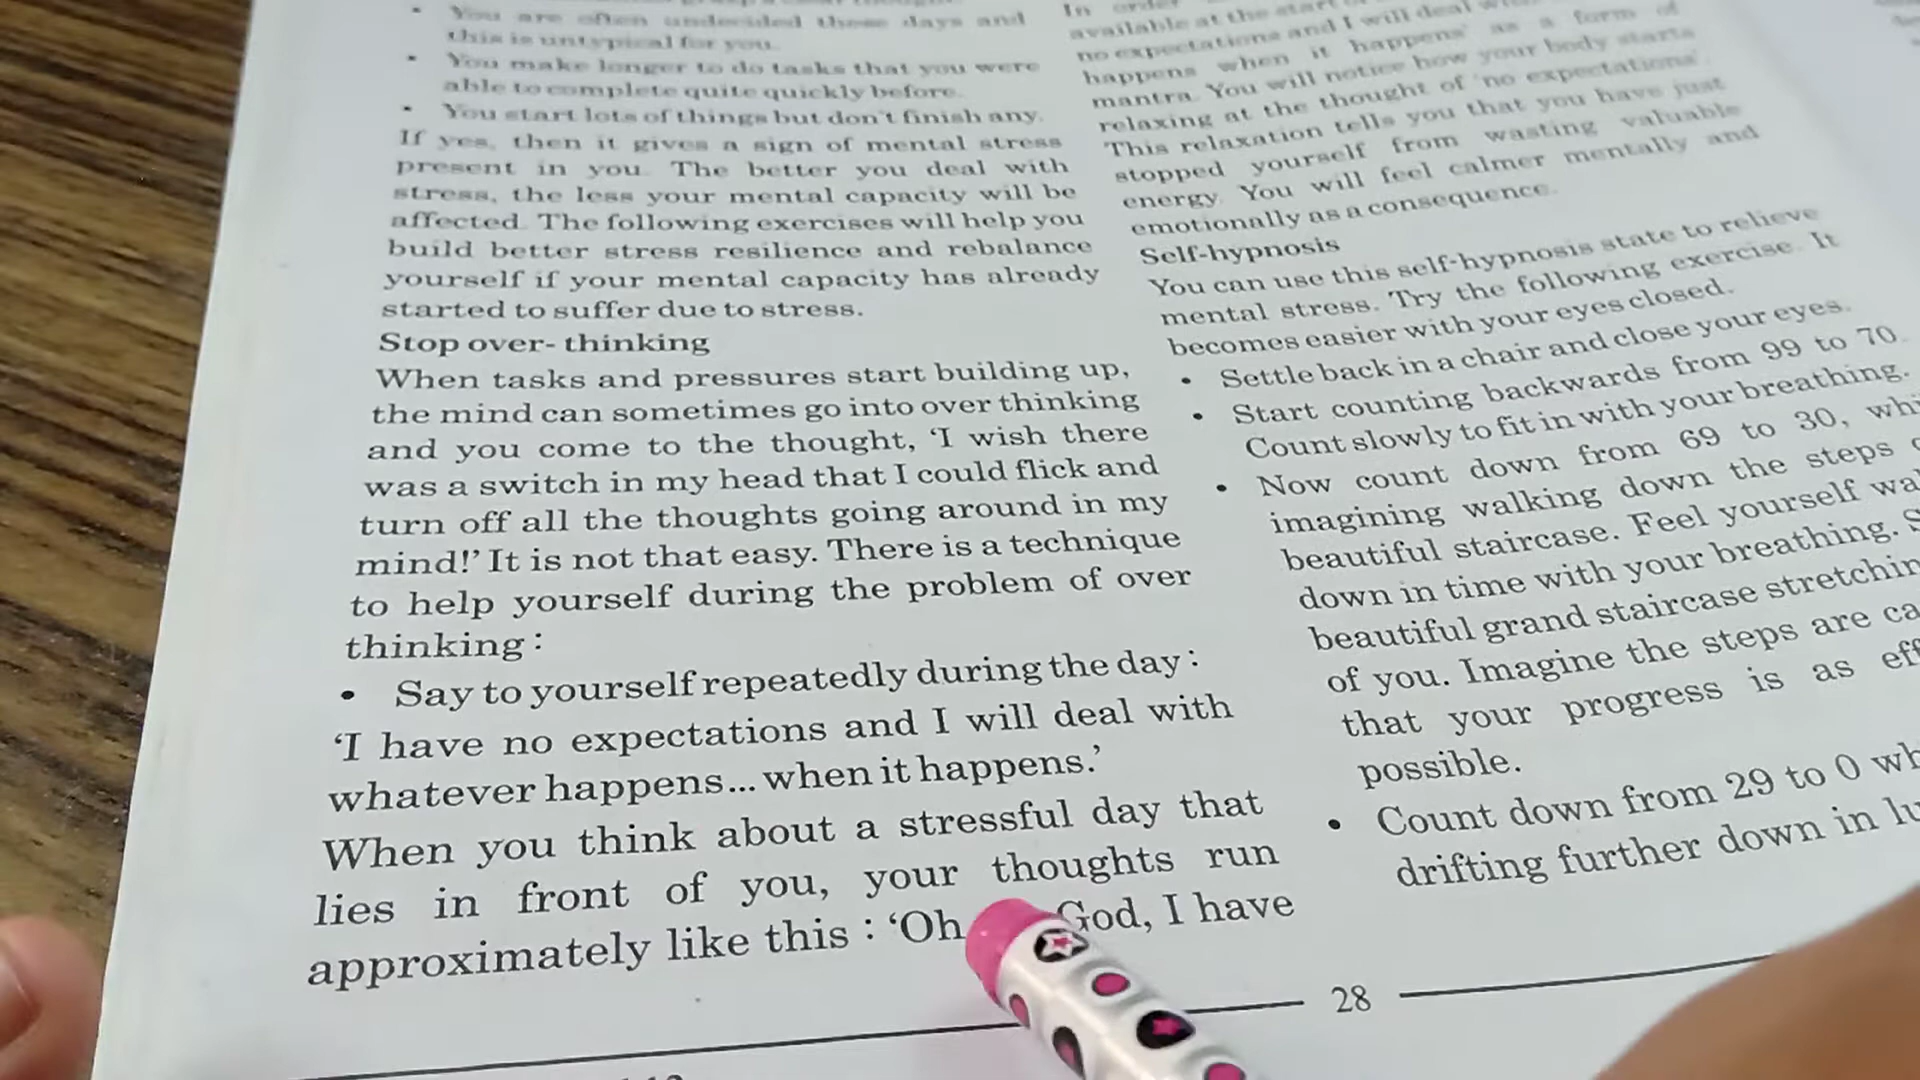 You are often undecided these days and
this is untypical for you.
• You make longer to do tasks that you were
able to complete quite quickly before.
• You start lots of things but don't finish any.
If yes, then it gives a sign of mental stress
present in you. The better you deal with
stress, the less your mental capacity will be
affected. The following exercises will help you
build better stress resilience and rebalance
yourself if your mental capacity has already
started to suffer due to stress.
Stop over- thinking
When tasks and pressures start building up,
the mind can sometimes go into over thinking
and you come to the thought, 'I wish there
was a switch in my head that I could flick and
turn off all the thoughts going around in my
mind!' It is not that easy. There is a technique
to help yourself during the problem of over
thinking :
• Say to yourself repeatedly during the day :
'I have no expectations and I will deal with
whatever happens... when it happens.'
When you think about a stressful day that
lies in front of you, your thoughts run
approximately like this : 'Oh God, I have
In order
available at the start of
no expectations and I will deal
happens when it happens' as a form of
mantra. You will notice how your body starts
relaxing at the thought of 'no expectations'.
This relaxation tells you that you have just
stopped yourself from wasting valuable
energy. You will feel calmer mentally and
emotionally as a consequence.
Self-hypnosis
You can use this self-hypnosis state to relieve
mental stress. Try the following exercise. It
becomes easier with your eyes closed.
• Settle back in a chair and close your eyes.
• Start counting backwards from 99 to 70.
Count slowly to fit in with your breathing.
• Now count down from 69 to 30,
imagining walking down the steps
beautiful staircase. Feel yourself
down in time with your breathing.
beautiful grand staircase
of you. Imagine the steps are
that your progress is as
possible.
• Count down from 29 to 0
drifting further down in
28